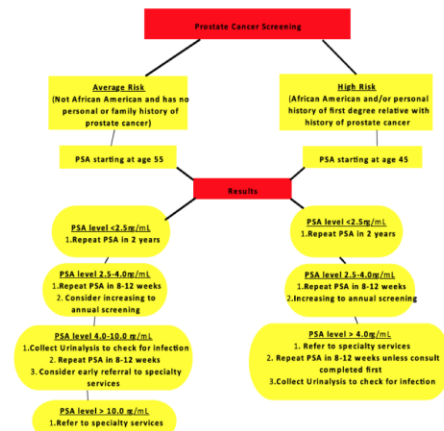 Prostate Cancer Screening
Average Risk
(Not African American and has no
personal or family history of
prostate cancer)
High Risk
(African American and/or personal
history of first degree relative with
history of prostate cancer
PSA starting at age 55
PSA starting at age 45
Results
PSA level <2.5ng/mL
1.Repeat PSA in 2 years
PSA level 2.5-4.0ng/mL
1.Repeat PSA in 8-12 weeks
2. Consider increasing to
annual screening
PSA level 4.0-10.0 ng/mL
1.Collect Urinalysis to check for infection
2. Repeat PSA in 8-12 weeks
3. Consider early referral to specialty
services
PSA level > 10.0 ng/mL
1.Refer to specialty services
PSA level <2.5ng/mL
1.Repeat PSA in 2 years
PSA level 2.5-4.0ng/mL
1.Repeat PSA in 8-12 weeks
2.Increasing to annual screening
PSA level > 4.0ng/mL
1. Refer to specialty services
2. Repeat PSA in 8-12 weeks unless consult
completed first
3.Collect Urinalysis to check for infection